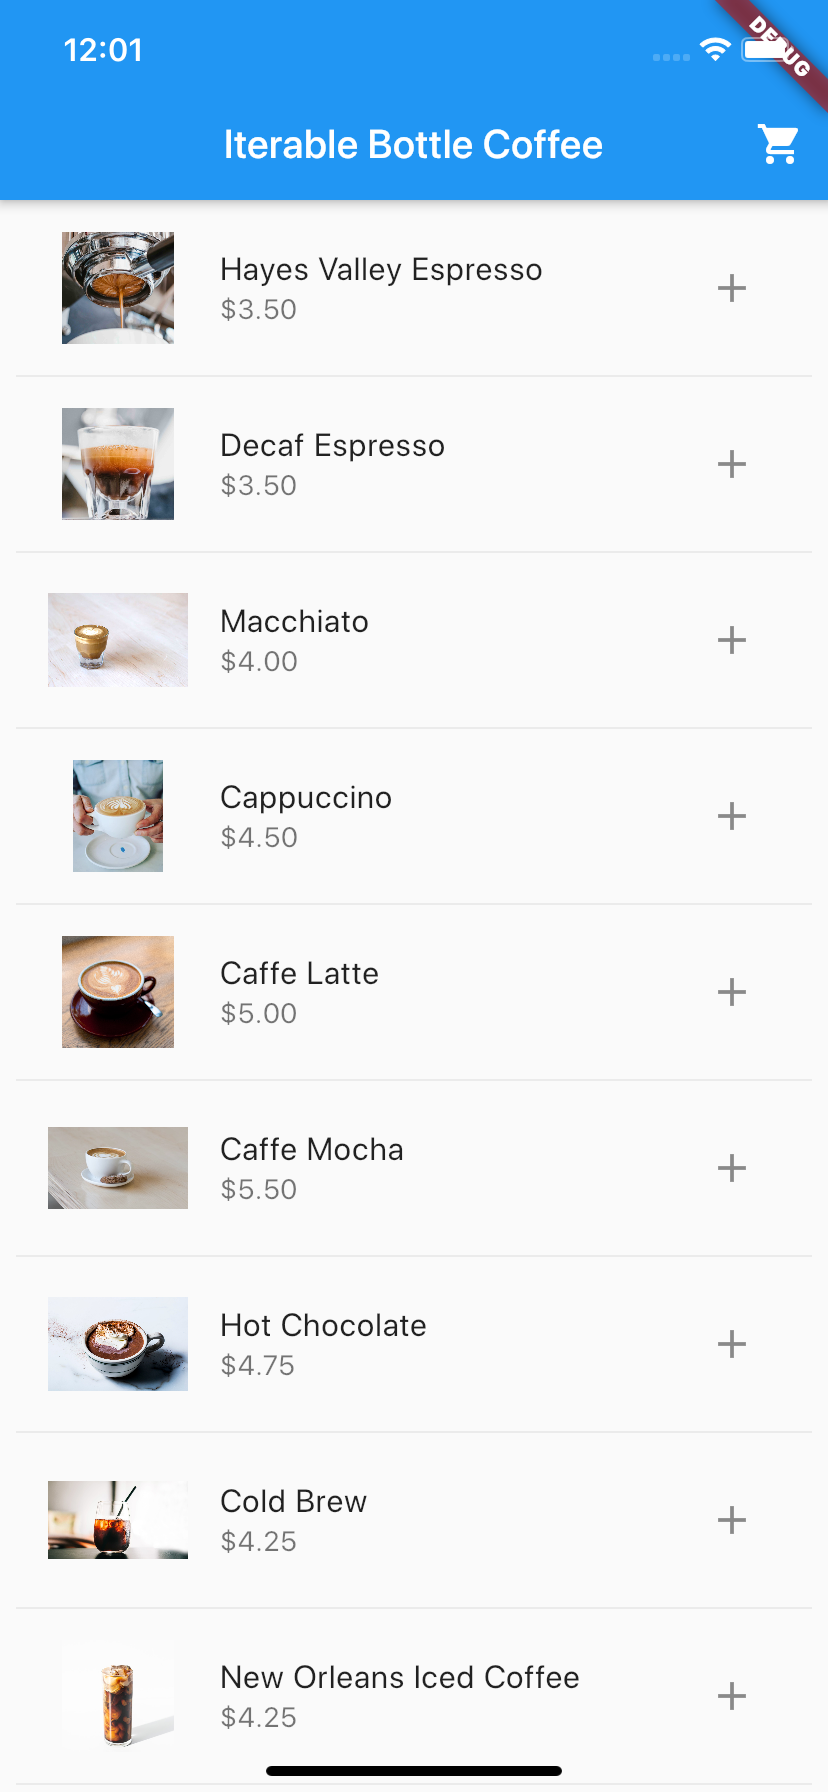 12:01
DEBUG
Iterable Bottle Coffee
Hayes Valley Espresso
$3.50
Decaf Espresso
$3.50
Macchiato
$4.00
Cappuccino
$4.50
Caffe Latte
$5.00
Caffe Mocha
$5.50
Hot Chocolate
$4.75
Cold Brew
$4.25
New Orleans Iced Coffee
$4.25